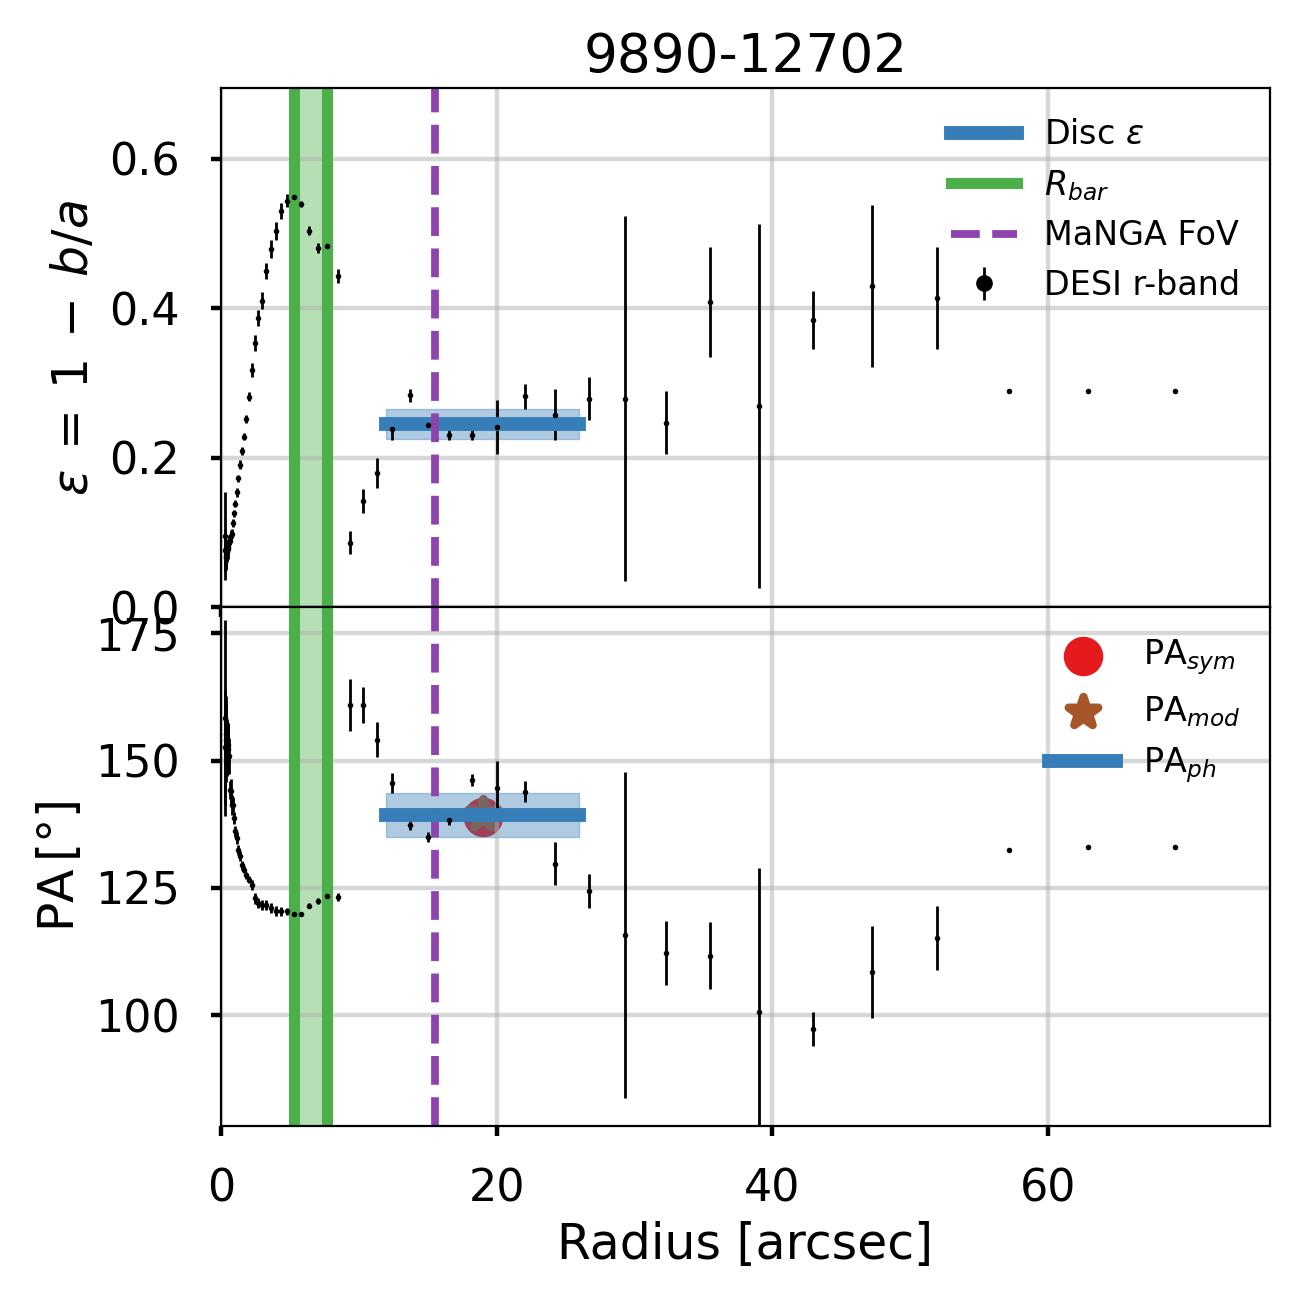 9890-12702
ε = 1 − b/a
0.6
0.4
0.2
0.0
Disc ε
R_bar
MaNGA FoV
DESI r-band
PA [°]
175
150
125
100
PA_sym
PA_mod
PA_ph
0 20 40 60
Radius [arcsec]